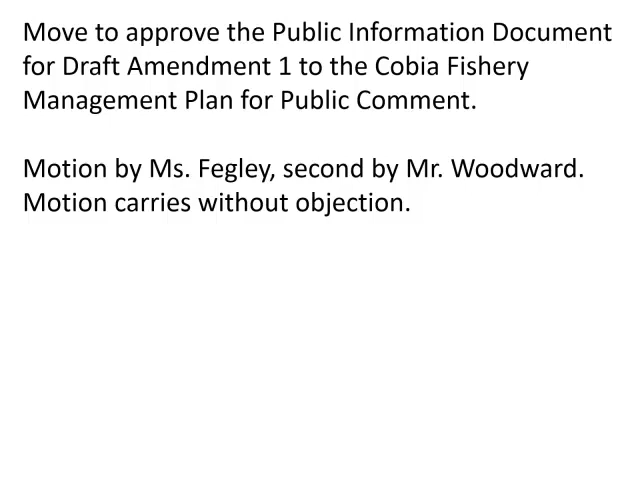 Move to approve the Public Information Document
for Draft Amendment 1 to the Cobia Fishery
Management Plan for Public Comment.
Motion by Ms. Fegley, second by Mr. Woodward.
Motion carries without objection.